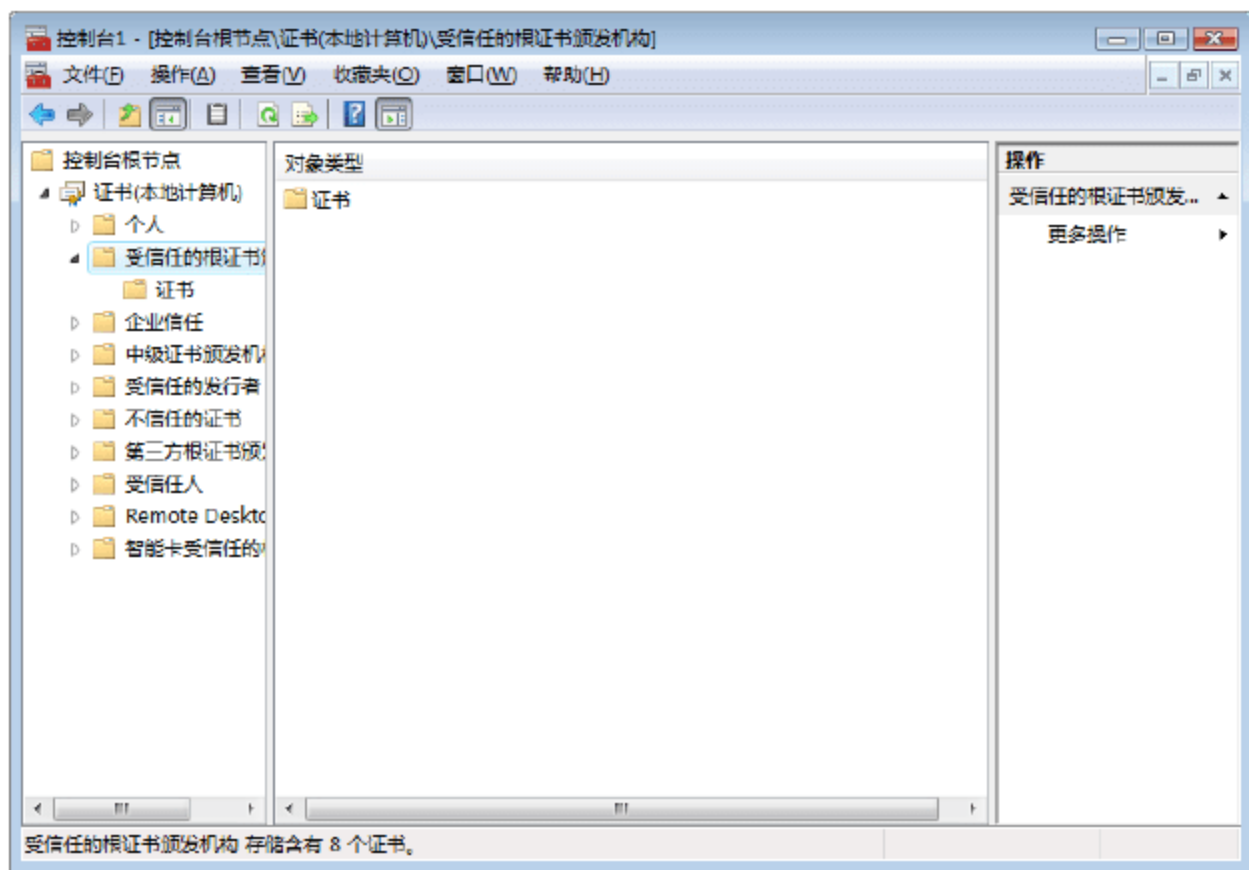 控制台1 - [控制台根节点\证书(本地计算机)\受信任的根证书颁发机构]
文件(F) 操作(A) 查看(V) 收藏夹(O) 窗口(W) 帮助(H)
控制台根节点
证书(本地计算机)
个人
受信任的根证书
证书
企业信任
中级证书颁发机
受信任的发行者
不信任的证书
第三方根证书颁
受信任人
Remote Deskto
智能卡受信任的
对象类型
证书
操作
受信任的根证书颁发...
更多操作
受信任的根证书颁发机构 存储含有 8 个证书。